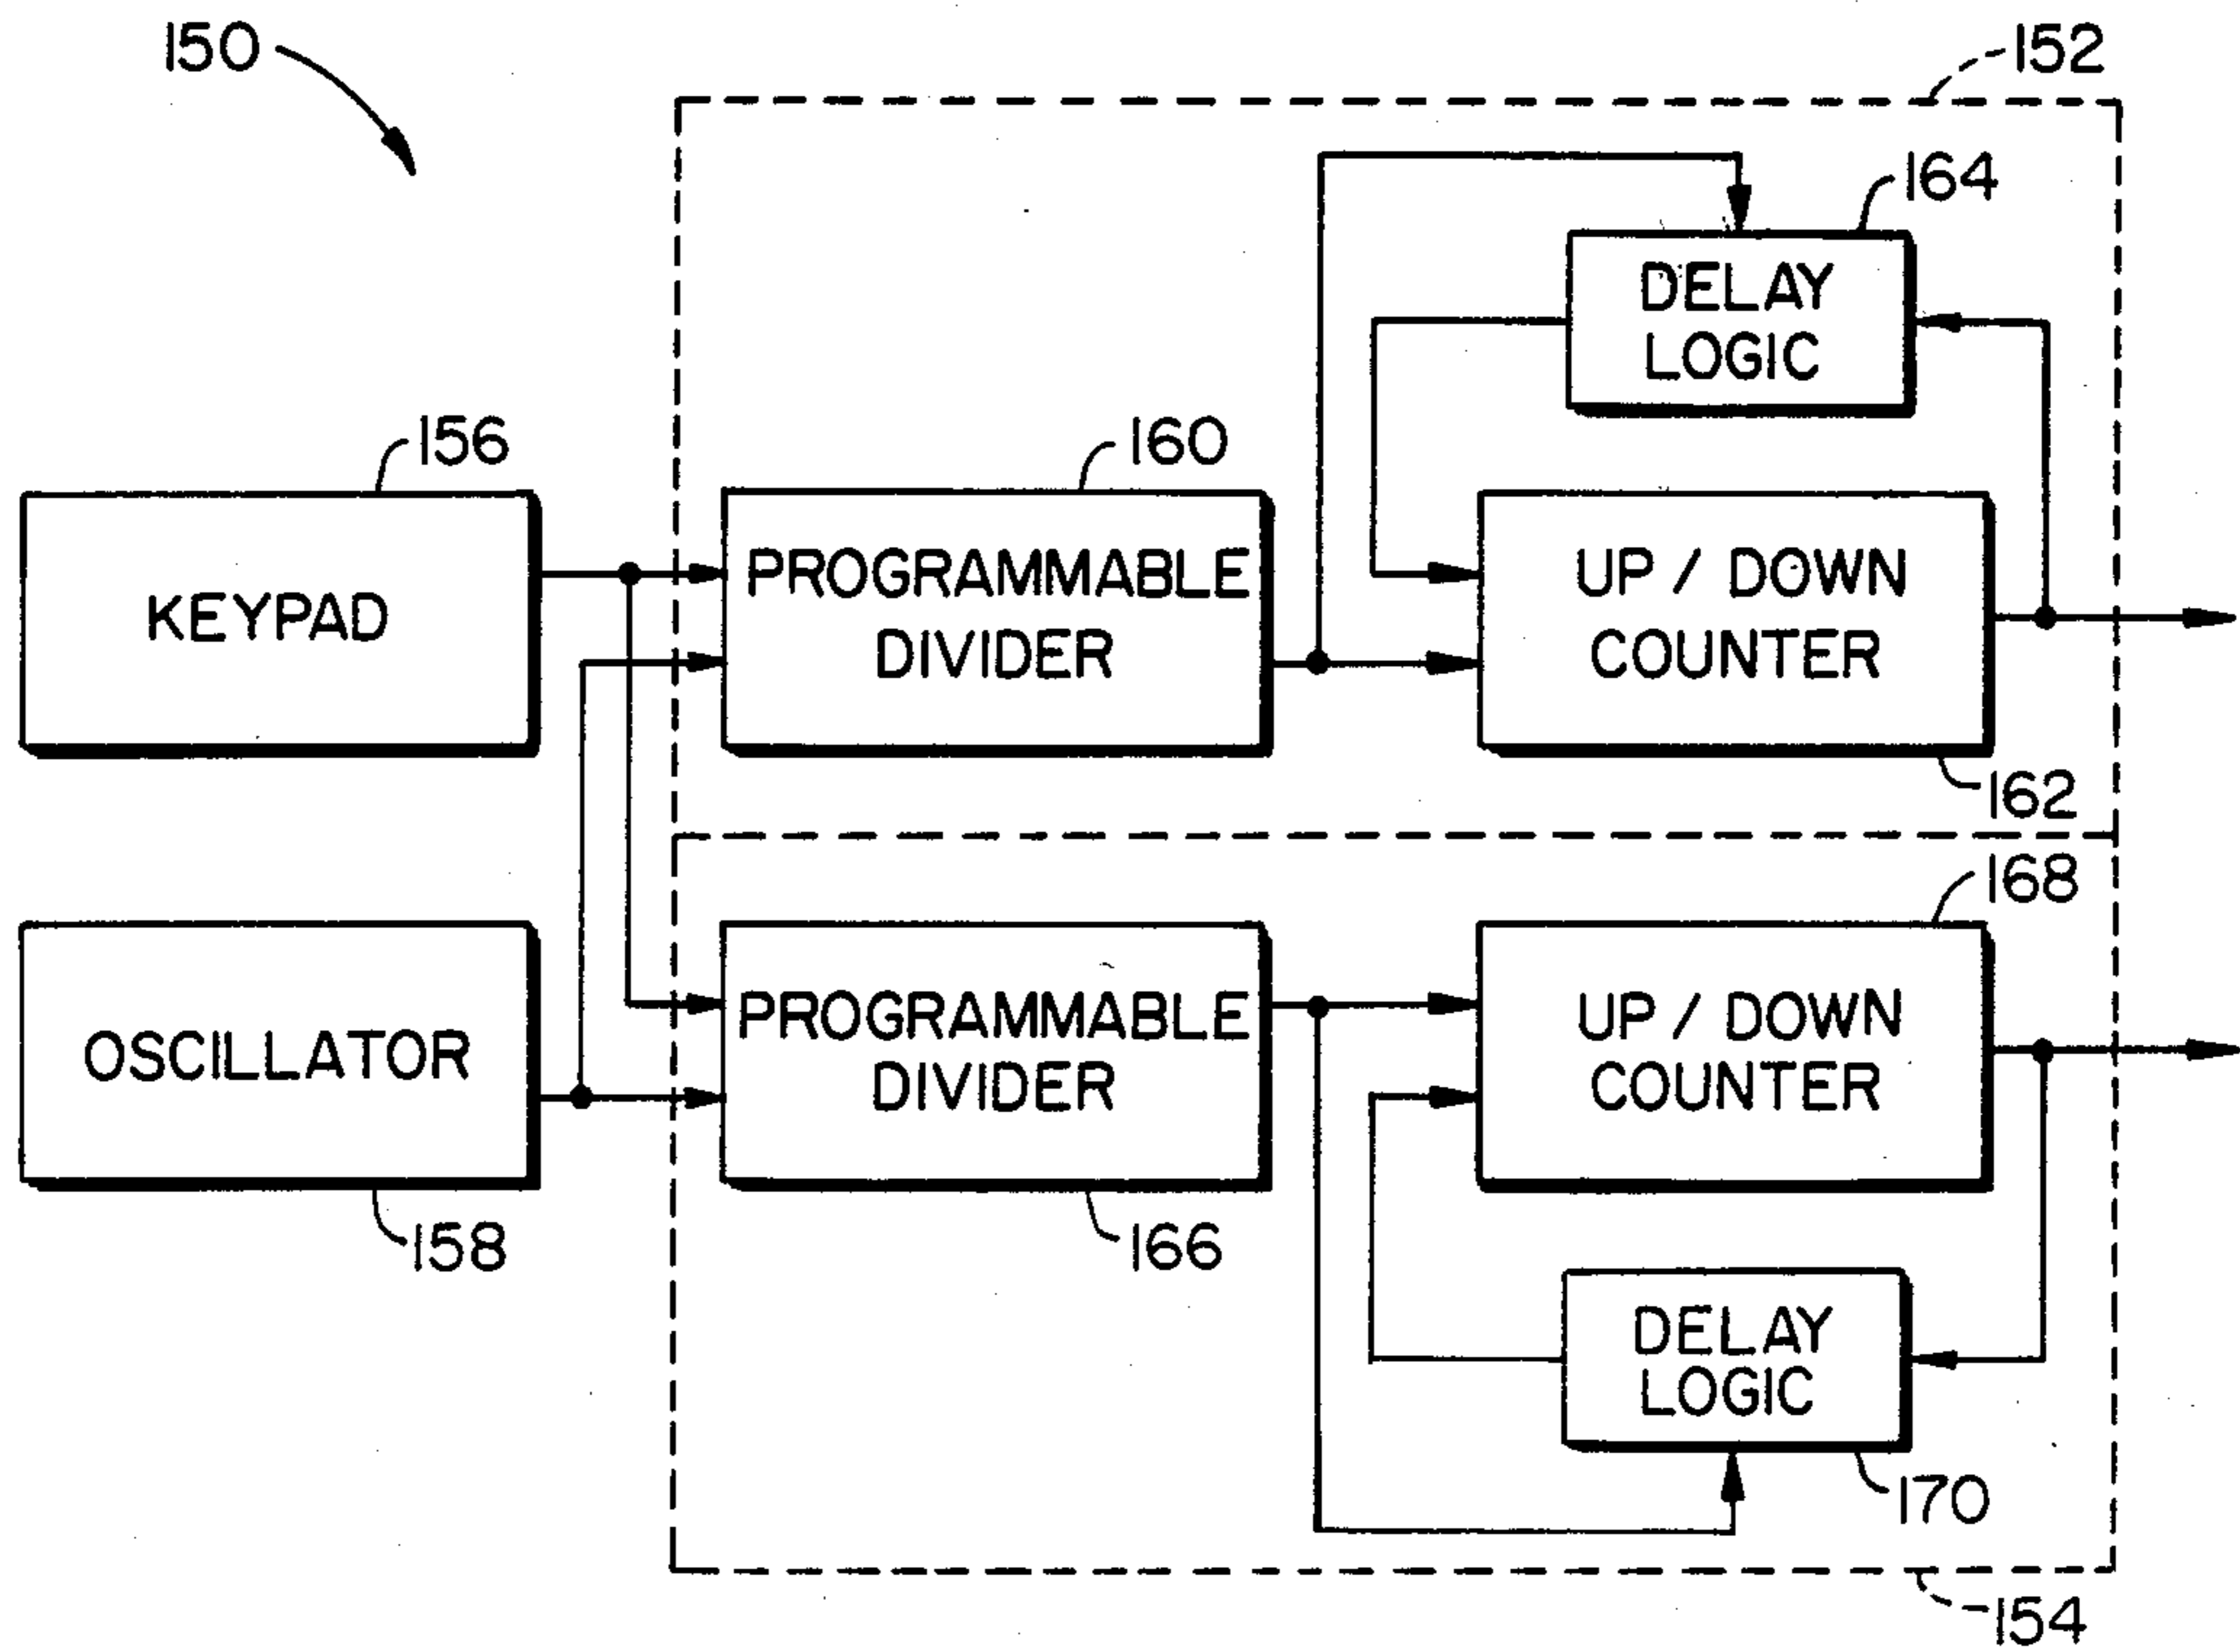 150
152
164
DELAY
LOGIC
156
160
KEYPAD
PROGRAMMABLE
DIVIDER
UP / DOWN
COUNTER
162
168
OSCILLATOR
PROGRAMMABLE
DIVIDER
UP / DOWN
COUNTER
158
166
DELAY
LOGIC
170
154